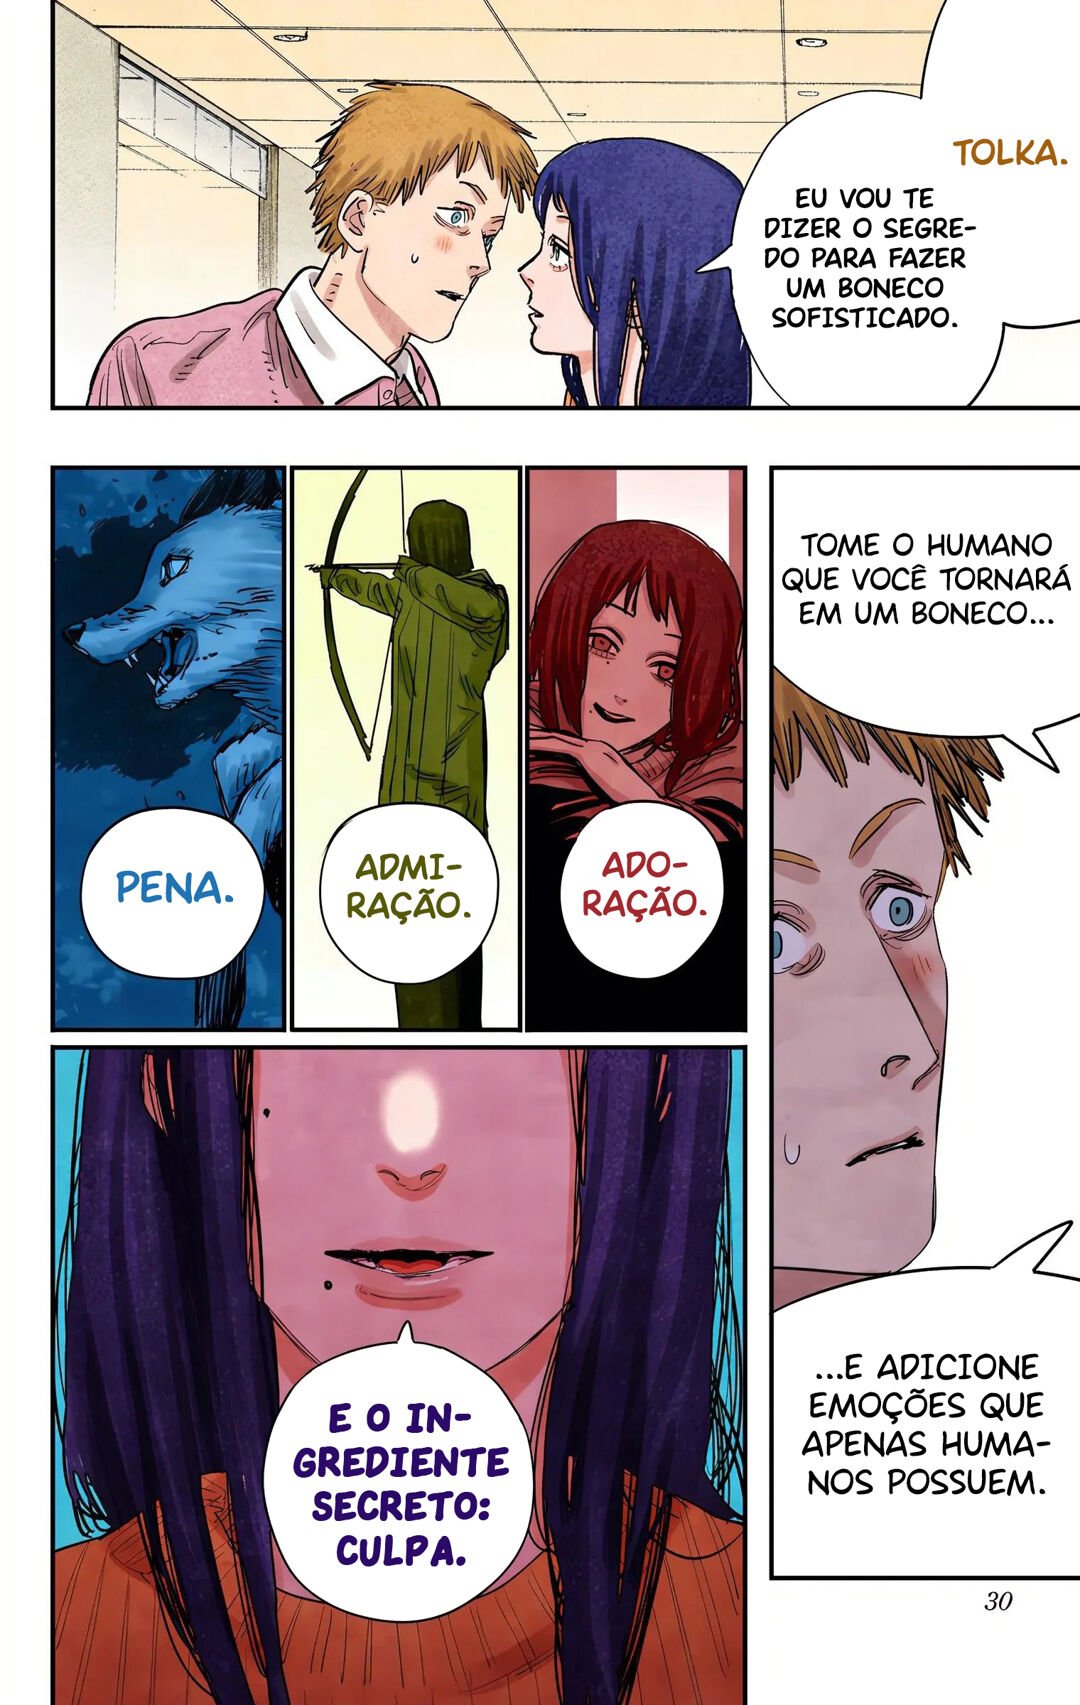 TOLKA.
EU VOU TE
DIZER O SEGRE-
DO PARA FAZER
UM BONECO
SOFISTICADO.
TOME O HUMANO
QUE VOCÊ TORNARÁ
EM UM BONECO...
...E ADICIONE
EMOÇÕES QUE
APENAS HUMA-
NOS POSSUEM.
ADO-
RAÇÃO.
ADMI-
RAÇÃO.
PENA.
E O IN-
GREDIENTE
SECRETO:
CULPA.
30